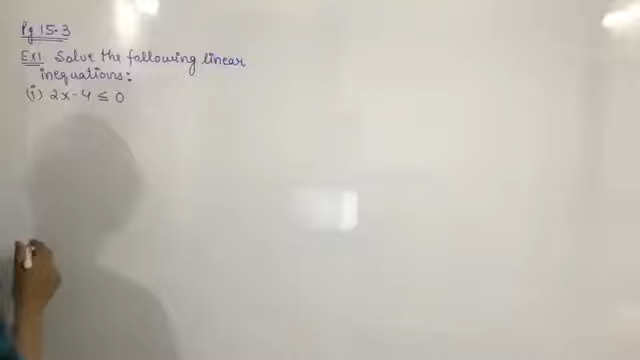 Pg 15.3
Ex1. Solve the following linear
inequations:
(i) 2x-4 ≤ 0